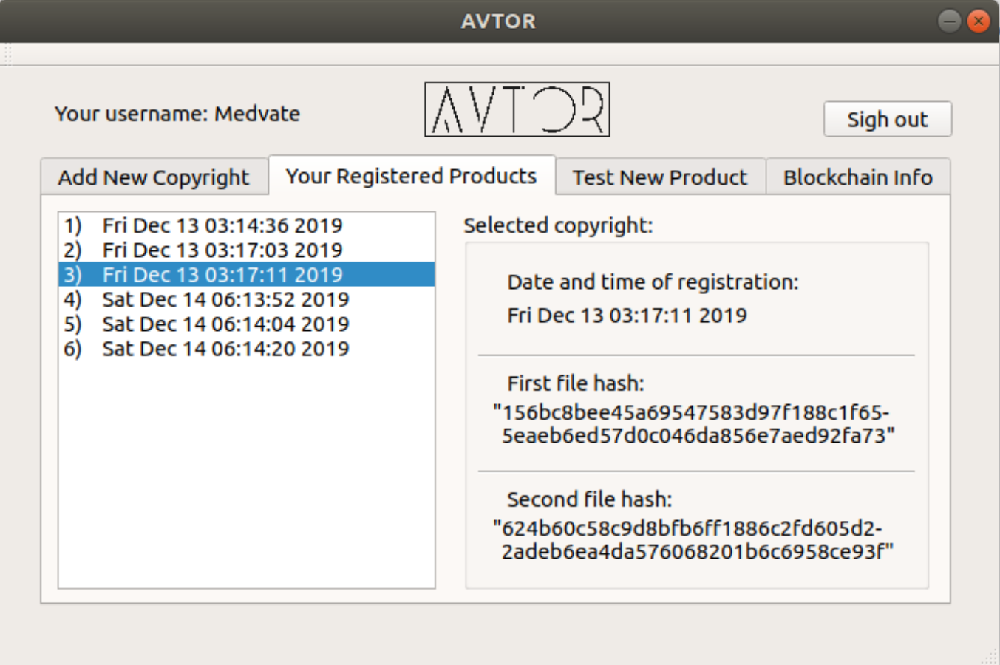 AVTOR
Your username: Medvate
AVTOR
Sigh out
Add New Copyright
Your Registered Products
Test New Product
Blockchain Info
1) Fri Dec 13 03:14:36 2019
2) Fri Dec 13 03:17:03 2019
3) Fri Dec 13 03:17:11 2019
4) Sat Dec 14 06:13:52 2019
5) Sat Dec 14 06:14:04 2019
6) Sat Dec 14 06:14:20 2019
Selected copyright:
Date and time of registration:
Fri Dec 13 03:17:11 2019
First file hash:
"156bc8bee45a69547583d97f188c1f65-
5eaeb6ed57d0c046da856e7aed92fa73"
Second file hash:
"624b60c58c9d8bfb6ff1886c2fd605d2-
2adeb6ea4da576068201b6c6958ce93f"